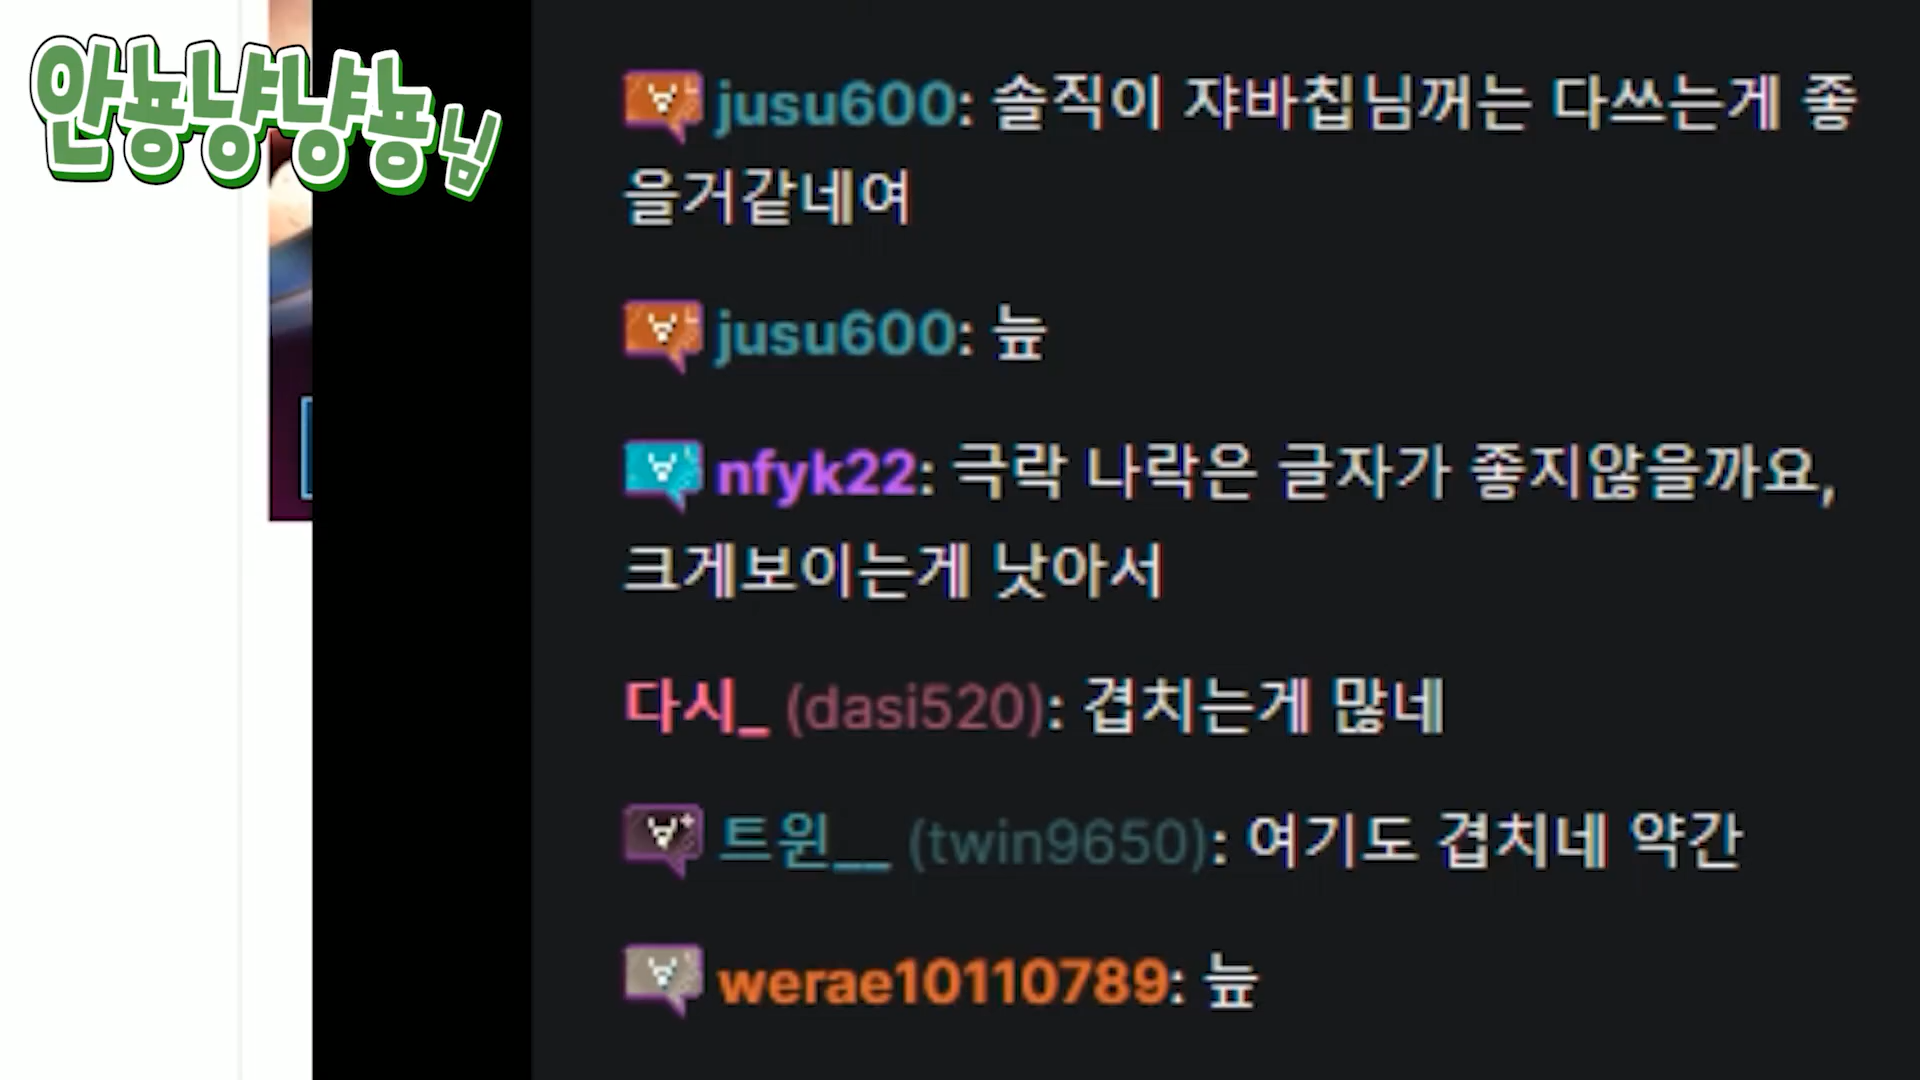 안뇽냥냥뇽님
jusu600: 솔직이 쟈바칩님꺼는 다쓰는게 좋
을거같네여
jusu600: 늪
nfyk22: 극락 나락은 글자가 좋지않을까요,
크게보이는게 낫아서
다시_ (dasi520): 겹치는게 많네
트윈__ (twin9650): 여기도 겹치네 약간
werae10110789: 늪